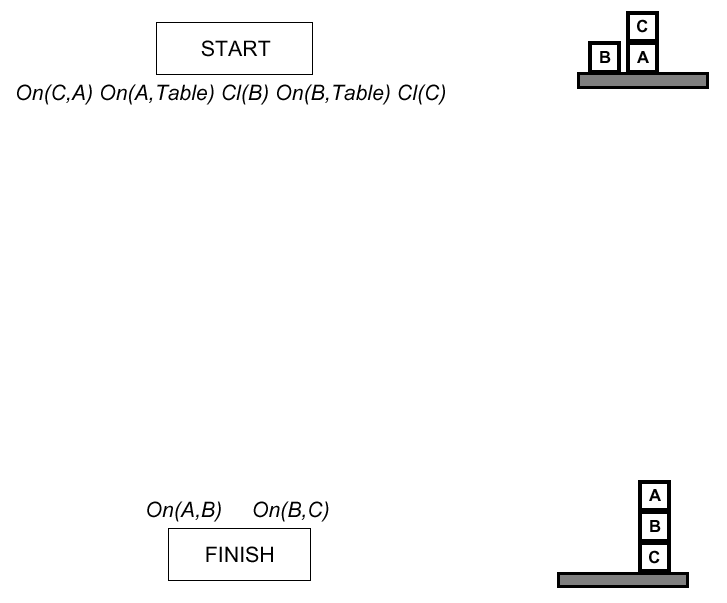 START
On(C,A) On(A,Table) Cl(B) On(B,Table) Cl(C)
C
B A
On(A,B) On(B,C)
FINISH
A
B
C